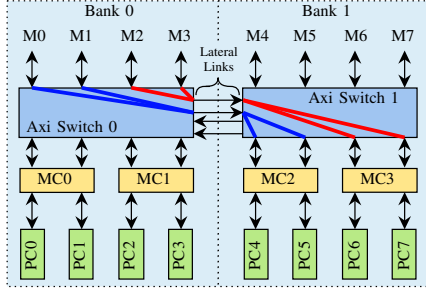 Bank 0 Bank 1
M0 M1 M2 M3 Lateral Links M4 M5 M6 M7
Axi Switch 0 Axi Switch 1
MC0 MC1 MC2 MC3
PC0 PC1 PC2 PC3 PC4 PC5 PC6 PC7